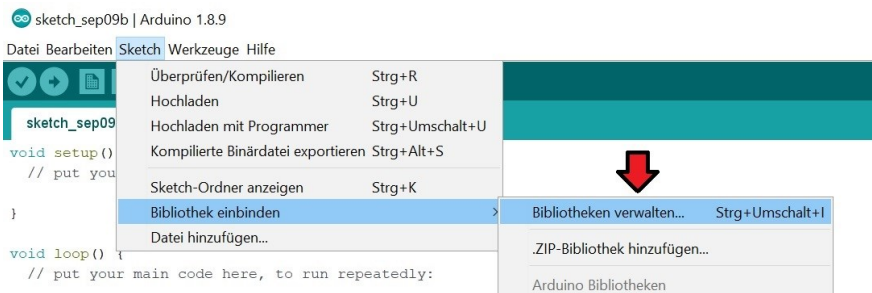 sketch_sep09b | Arduino 1.8.9
Datei Bearbeiten Sketch Werkzeuge Hilfe
Überprüfen/Kompilieren Strg+R
Hochladen Strg+U
Hochladen mit Programmer Strg+Umschalt+U
Kompilierte Binärdatei exportieren Strg+Alt+S
Sketch-Ordner anzeigen Strg+K
Bibliothek einbinden
Datei hinzufügen...
Bibliotheken verwalten... Strg+Umschalt+I
.ZIP-Bibliothek hinzufügen...
Arduino Bibliotheken
sketch_sep09
void setup()
// put you
}
void loop() {
// put your main code here, to run repeatedly: